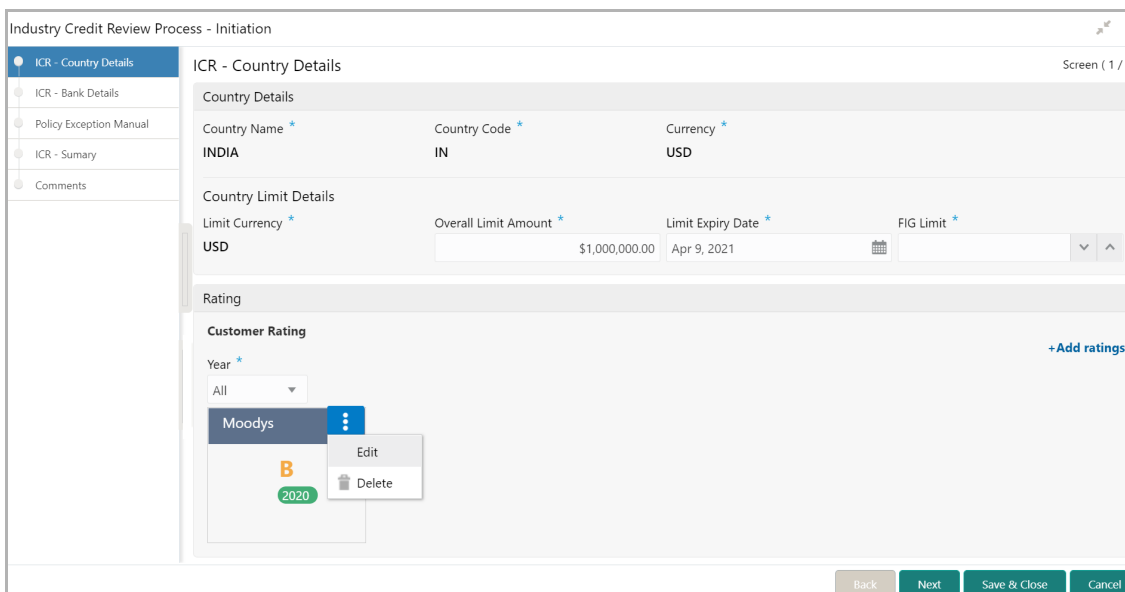 Industry Credit Review Process - Initiation
ICR - Country Details
ICR - Bank Details
Policy Exception Manual
ICR - Sumary
Comments
ICR - Country Details
Screen ( 1 /
Country Details
Country Name *
Country Code *
Currency *
INDIA
IN
USD
Country Limit Details
Limit Currency *
Overall Limit Amount *
Limit Expiry Date *
FIG Limit *
USD
$1,000,000.00
Apr 9, 2021
Rating
Customer Rating
+Add ratings
Year *
All
Moodys
Edit
B
Delete
2020
Back
Next
Save & Close
Cancel